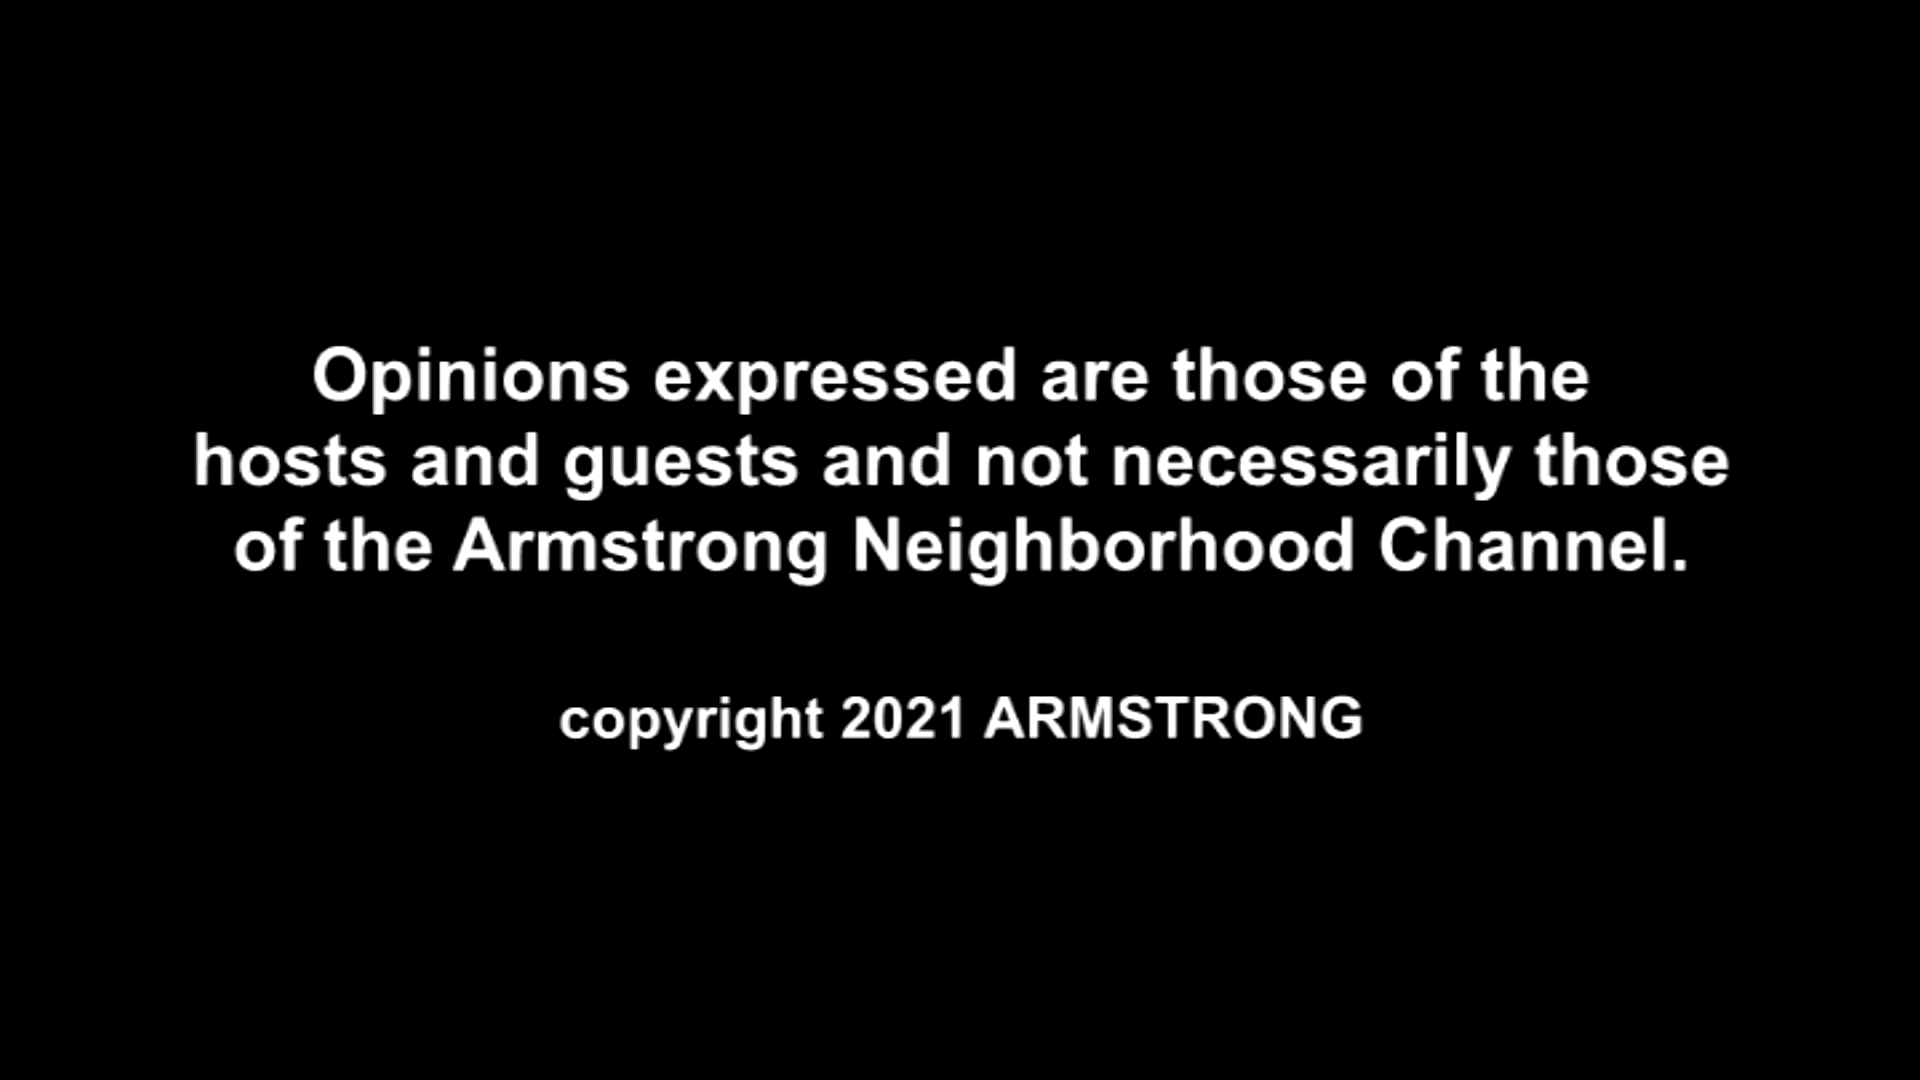 Opinions expressed are those of the
hosts and guests and not necessarily those
of the Armstrong Neighborhood Channel.
copyright 2021 ARMSTRONG